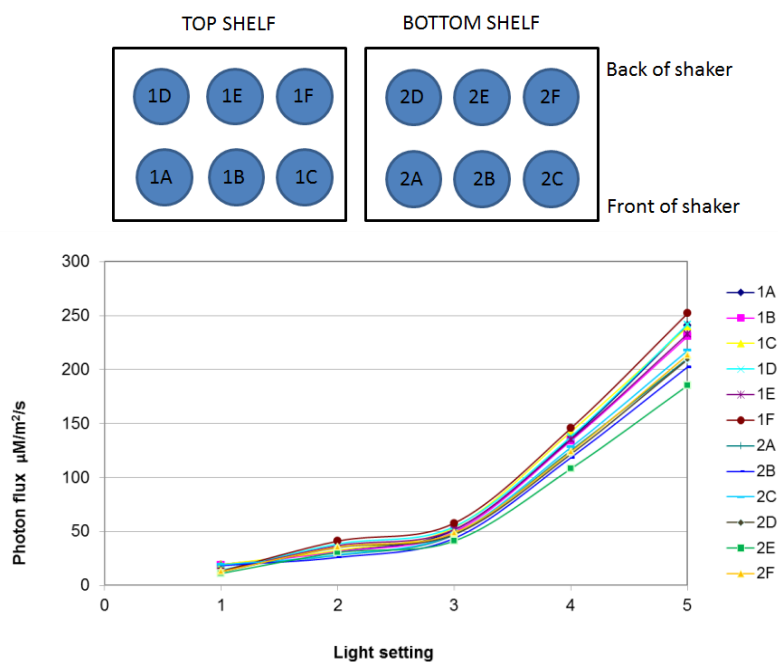 TOP SHELF
BOTTOM SHELF
1D 1E 1F
2D 2E 2F
Back of shaker
1A 1B 1C
2A 2B 2C
Front of shaker
300
250
200
150
100
50
0
Photon flux µM/m²/s
0 1 2 3 4 5
Light setting
1A
1B
1C
1D
1E
1F
2A
2B
2C
2D
2E
2F